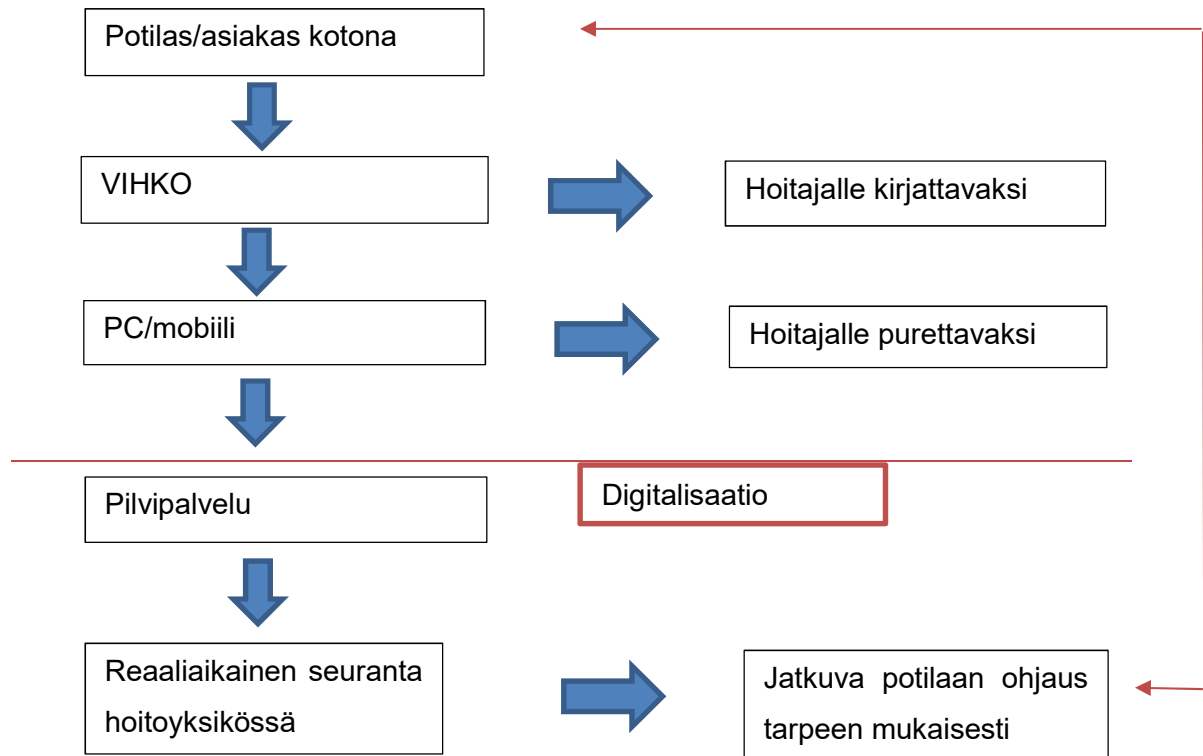 Potilas/asiakas kotona
VIHKO
Hoitajalle kirjattavaksi
PC/mobiili
Hoitajalle purettavaksi
Pilvipalvelu
Digitalisaatio
Reaaliaikainen seuranta
hoitoyksikössä
Jatkuva potilaan ohjaus
tarpeen mukaisesti